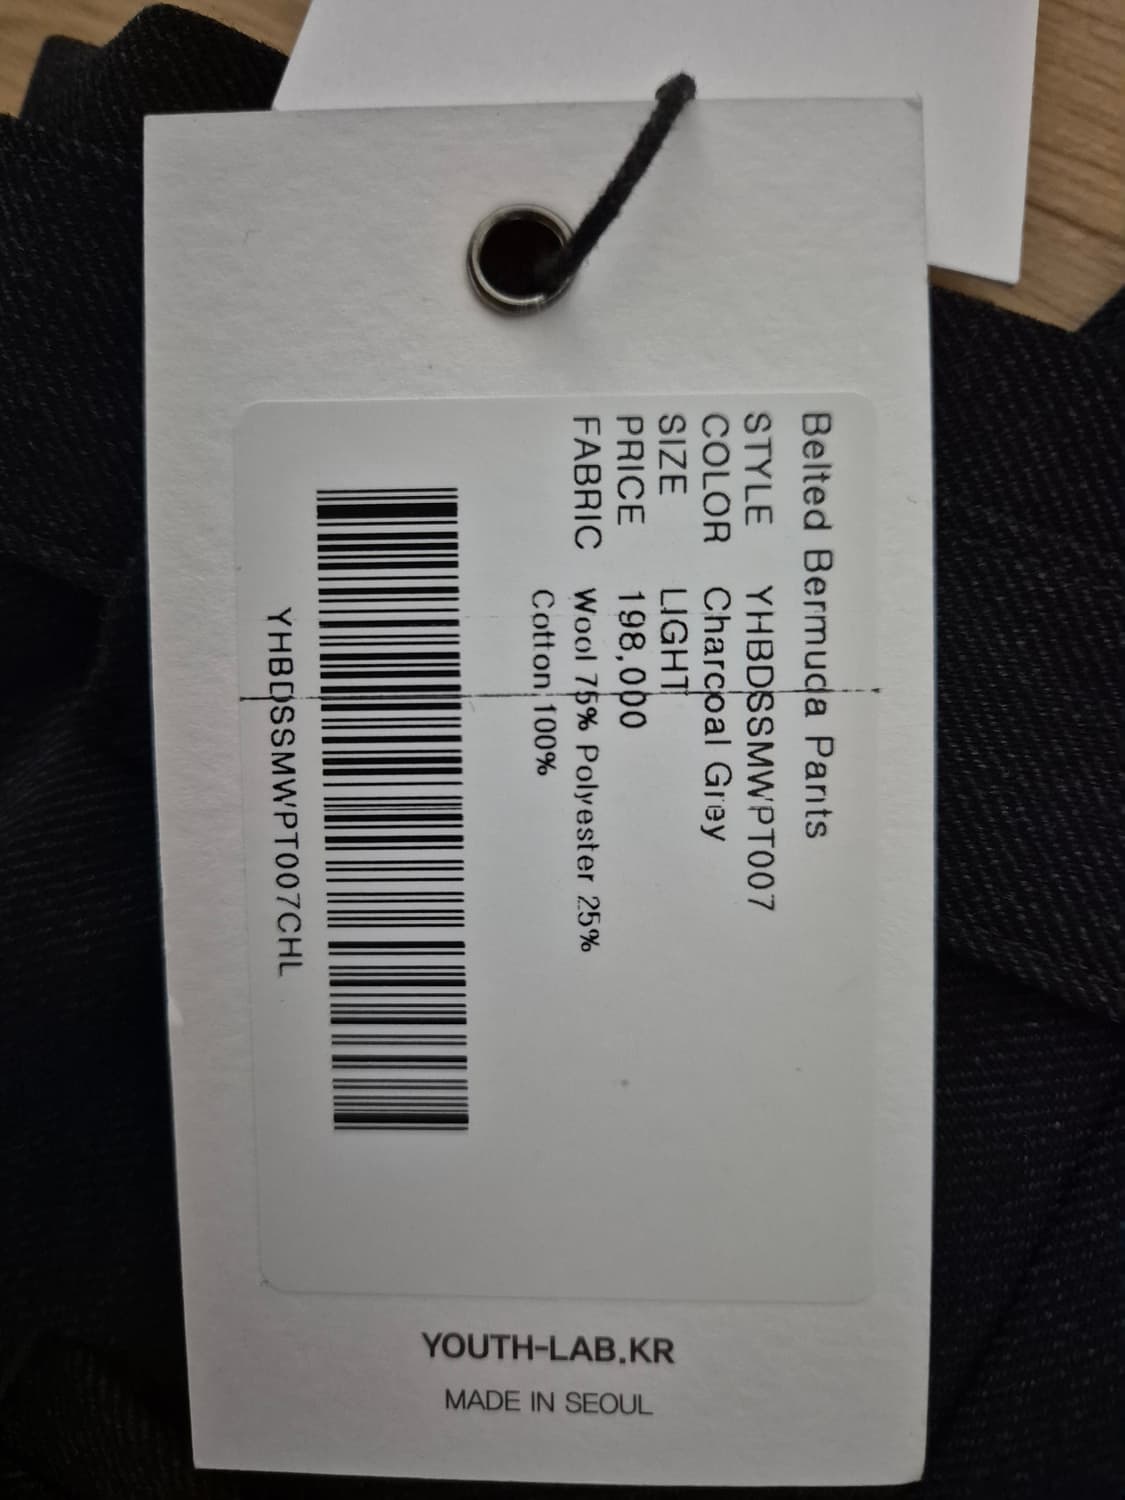 Belted Bermuda Pants
STYLE YHBDSSMWPT007
COLOR Charcoal Grey
SIZE LIGHT
PRICE 198,000
FABRIC Wool 75% Polyester 25%
Cotton 100%
YHBDSSMWPT007CHL
YOUTH-LAB.KR
MADE IN SEOUL